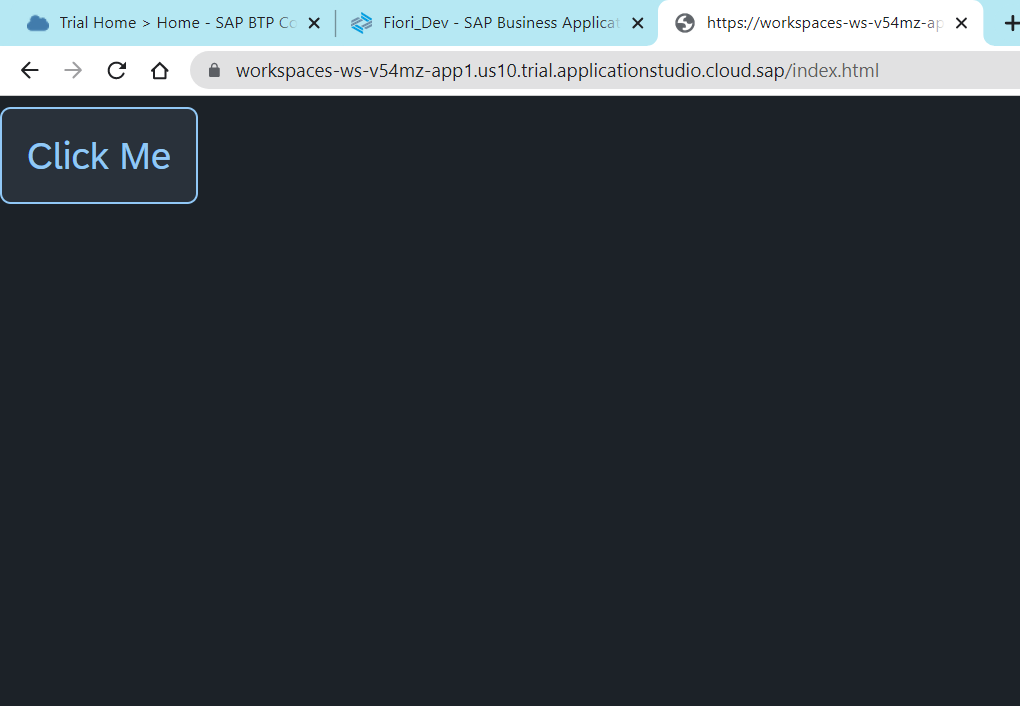 Trial Home > Home - SAP BTP Co
Fiori_Dev - SAP Business Applicat
https://workspaces-ws-v54mz-ap
workspaces-ws-v54mz-app1.us10.trial.applicationstudio.cloud.sap/index.html
Click Me